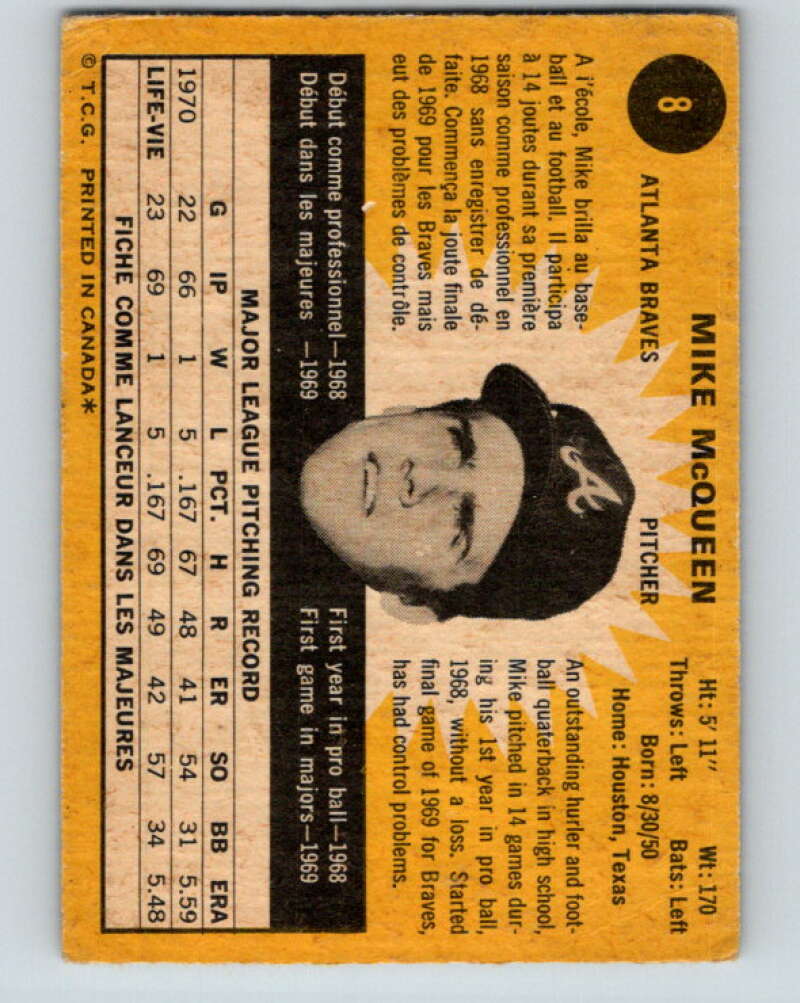 8
MIKE McQUEEN
Ht: 5' 11" Wt: 170
ATLANTA BRAVES PITCHER
Throws: Left Bats: Left
Born: 8/30/50
Home: Houston, Texas
A l'école, Mike brilla au base-
ball et au football. Il participa
à 14 joutes durant sa première
saison comme professionnel en
1968 sans enregistrer de dé-
faite. Commença la joute finale
de 1969 pour les Braves mais
eut des problèmes de contrôle.
A
An outstanding hurler and foot-
ball quaterback in high school,
Mike pitched in 14 games dur-
ing his 1st year in pro ball,
1968, without a loss. Started
final game of 1969 for Braves,
has had control problems.
Début comme professionnel—1968
Début dans les majeures —1969
First year in pro ball—1968
First game in majors—1969
MAJOR LEAGUE PITCHING RECORD
G IP W L PCT. H R ER SO BB ERA
1970 22 66 1 5 .167 67 48 41 54 31 5.59
LIFE-VIE 23 69 1 5 .167 69 49 42 57 34 5.48
FICHE COMME LANCEUR DANS LES MAJEURES
© T.C.G. PRINTED IN CANADA*